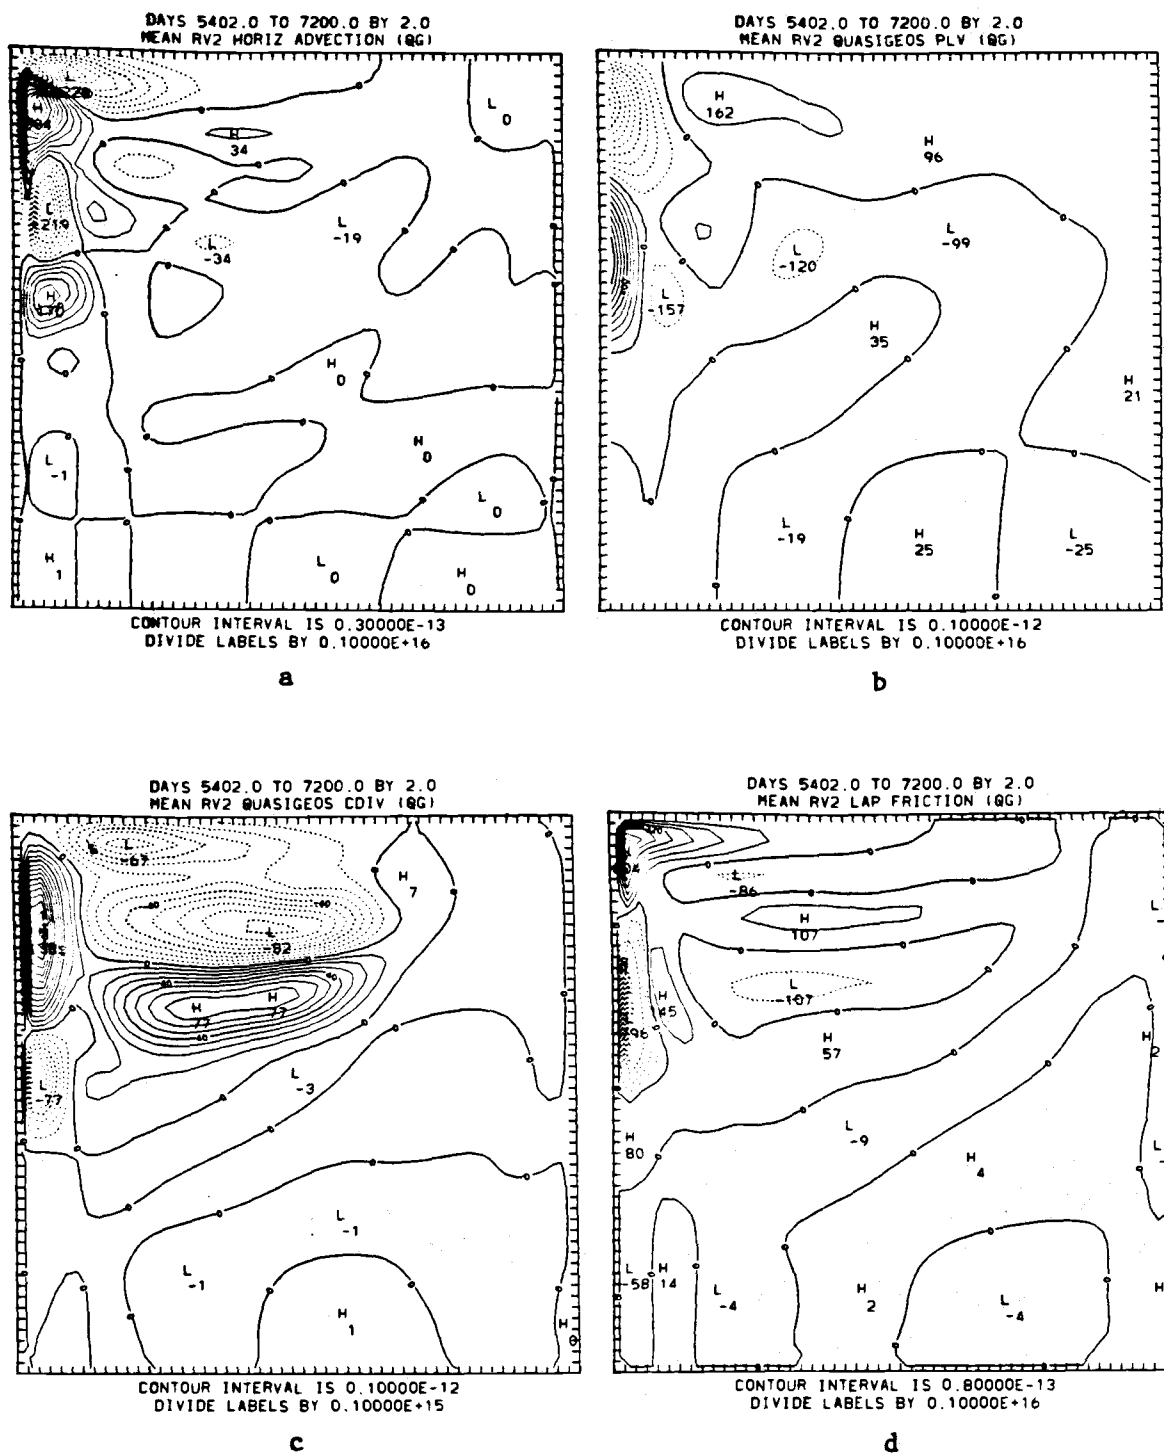 DAYS 5402.0 TO 7200.0 BY 2.0
MEAN RV2 HORIZ ADVECTION (QG)
L
H
L
0
H
34
L
-219
L
-34
L
-19
H
170
H
0
H
0
L
-1
L
0
H
1
L
0
H
0
CONTOUR INTERVAL IS 0.30000E-13
DIVIDE LABELS BY 0.10000E+16
a
DAYS 5402.0 TO 7200.0 BY 2.0
MEAN RV2 QUASIGEOS PLV (QG)
H
162
H
96
L
-99
L
-120
L
-157
H
35
H
21
L
-19
H
25
L
-25
CONTOUR INTERVAL IS 0.10000E-12
DIVIDE LABELS BY 0.10000E+16
b
DAYS 5402.0 TO 7200.0 BY 2.0
MEAN RV2 QUASIGEOS CDIV (QG)
L
L
-67
H
7
L
-82
H
77
H
77
L
-3
L
-77
L
-1
L
-1
H
1
H
0
CONTOUR INTERVAL IS 0.10000E-12
DIVIDE LABELS BY 0.10000E+15
c
DAYS 5402.0 TO 7200.0 BY 2.0
MEAN RV2 LAP FRICTION (QG)
L
-86
H
107
L
-107
H
H
57
H
2
H
80
L
-9
H
4
L
L
-58
H
14
L
-4
H
2
L
-4
H
CONTOUR INTERVAL IS 0.80000E-13
DIVIDE LABELS BY 0.10000E+16
d